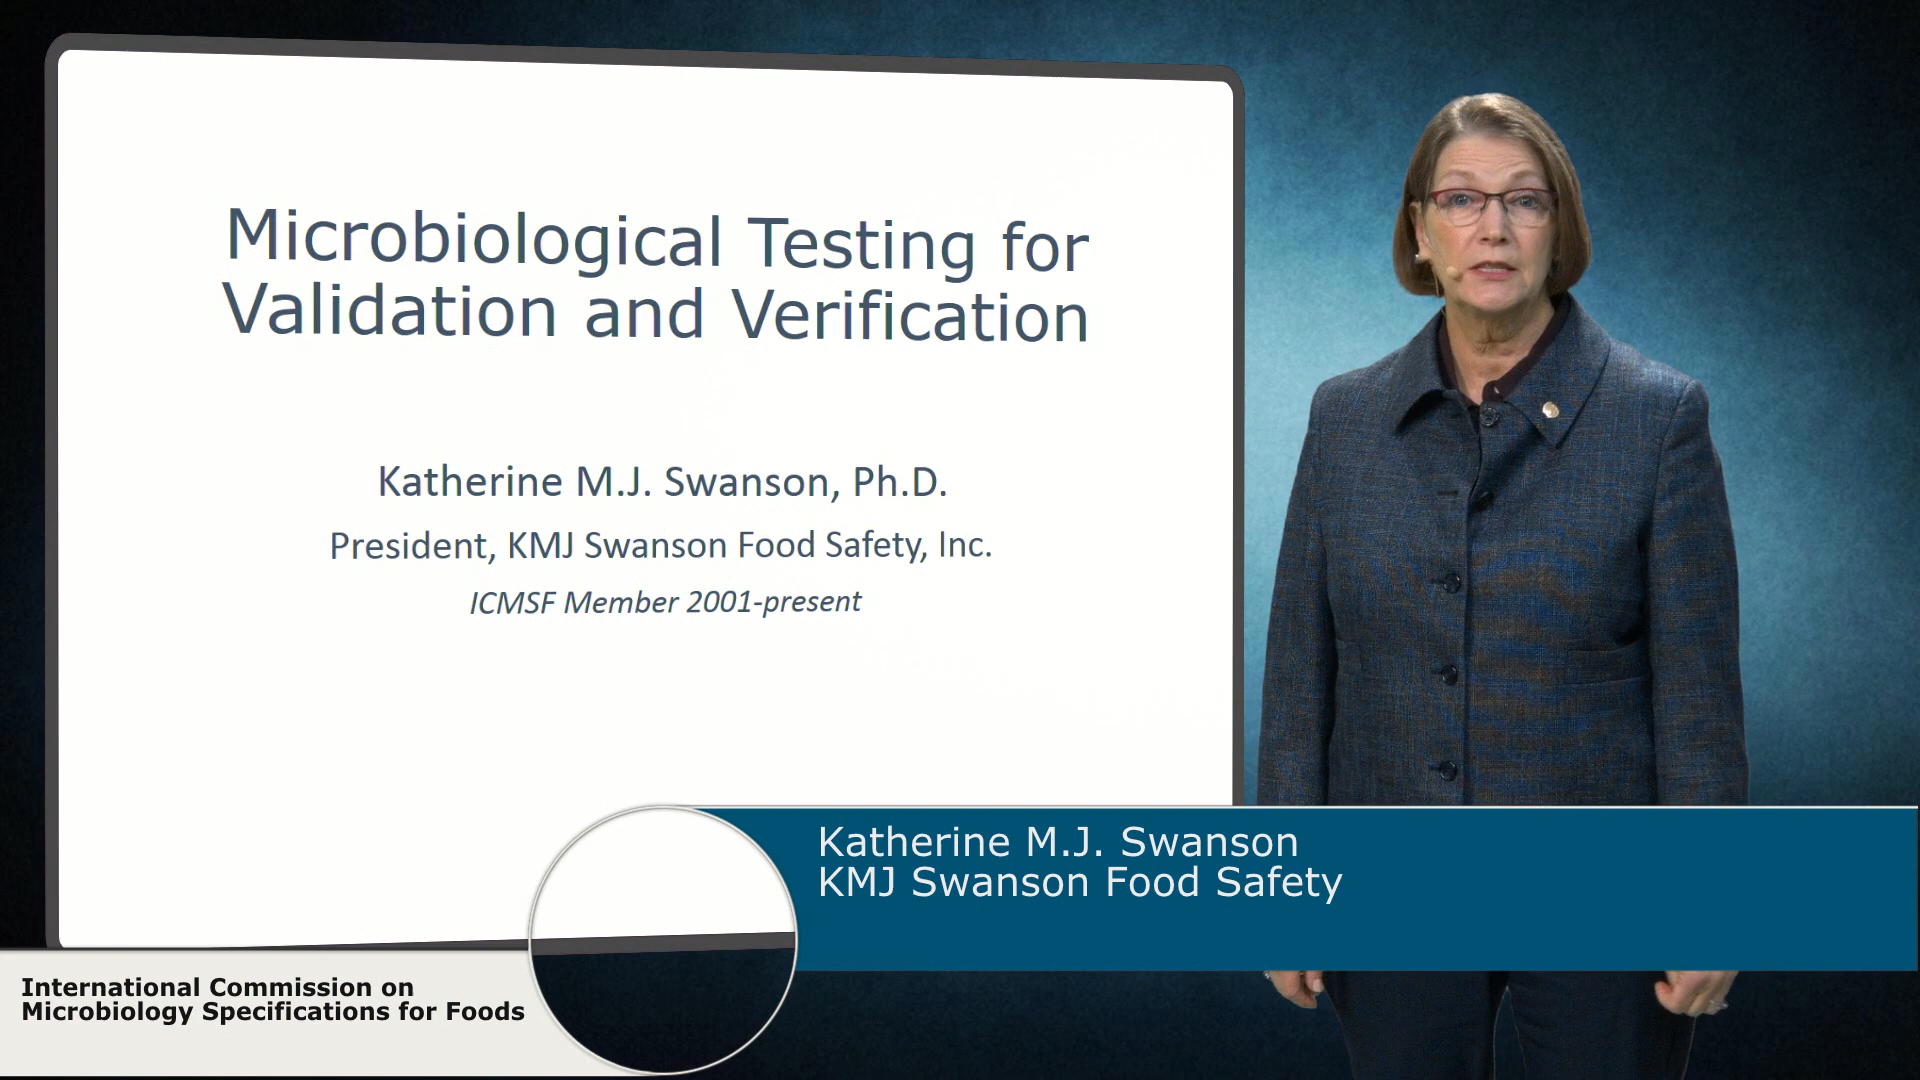 Microbiological Testing for
Validation and Verification
Katherine M.J. Swanson, Ph.D.
President, KMJ Swanson Food Safety, Inc.
ICMSF Member 2001-present
Katherine M.J. Swanson
KMJ Swanson Food Safety
International Commission on
Microbiology Specifications for Foods